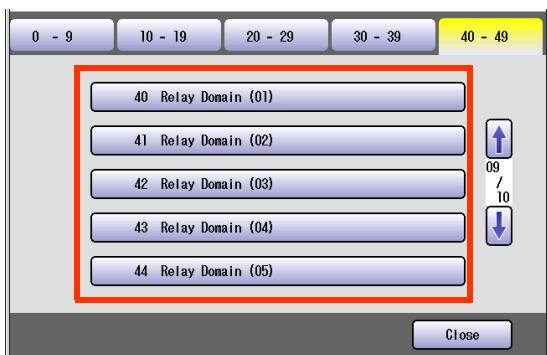 0 - 9 10 - 19 20 - 29 30 - 39 40 - 49
40 Relay Domain (01)
41 Relay Domain (02)
42 Relay Domain (03)
43 Relay Domain (04)
44 Relay Domain (05)
09
/
10
Close